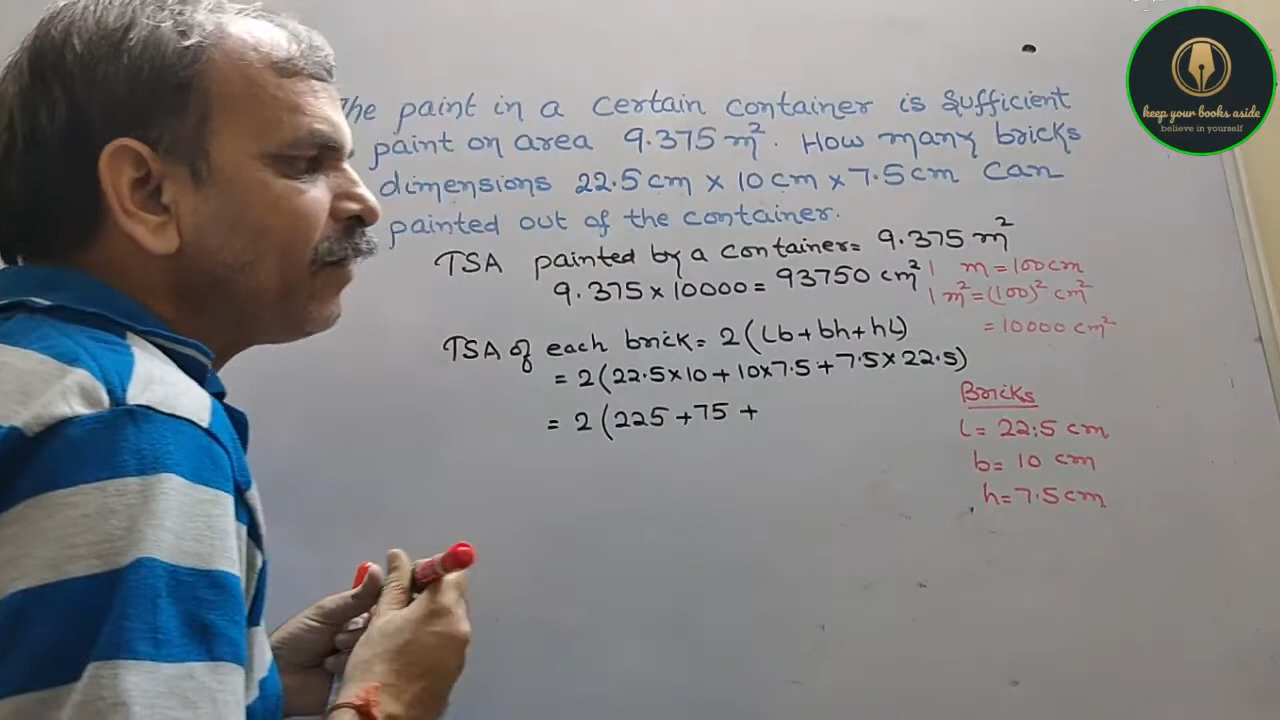 The paint in a certain container is sufficient
paint on area 9.375 m². How many bricks
dimensions 22.5 cm x 10 cm x 7.5 cm can
painted out of the container.
TSA painted by a container = 9.375 m²
9.375 x 10000 = 93750 cm²
1 m = 100 cm
1 m² = (100)² cm²
= 10000 cm²
TSA of each brick = 2 (Lb + bh + hL)
= 2 (22.5 x 10 + 10 x 7.5 + 7.5 x 22.5)
= 2 (225 + 75 +
Bricks
L = 22.5 cm
b = 10 cm
h = 7.5 cm
keep your books aside
believe in yourself